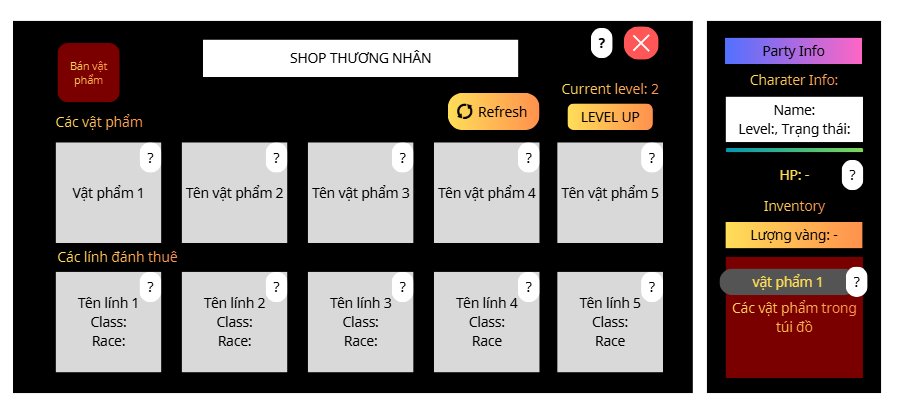 Bán vật
phẩm
SHOP THƯƠNG NHÂN
?
Current level: 2
Refresh
LEVEL UP
Các vật phẩm
?
Vật phẩm 1
?
Tên vật phẩm 2
?
Tên vật phẩm 3
?
Tên vật phẩm 4
?
Tên vật phẩm 5
Các lính đánh thuê
?
Tên lính 1
Class:
Race:
?
Tên lính 2
Class:
Race:
?
Tên lính 3
Class:
Race:
?
Tên lính 4
Class:
Race
?
Tên lính 5
Class:
Race
Party Info
Charater Info:
Name:
Level:, Trạng thái:
HP: -
?
Inventory
Lượng vàng: -
vật phẩm 1
?
Các vật phẩm trong
túi đồ